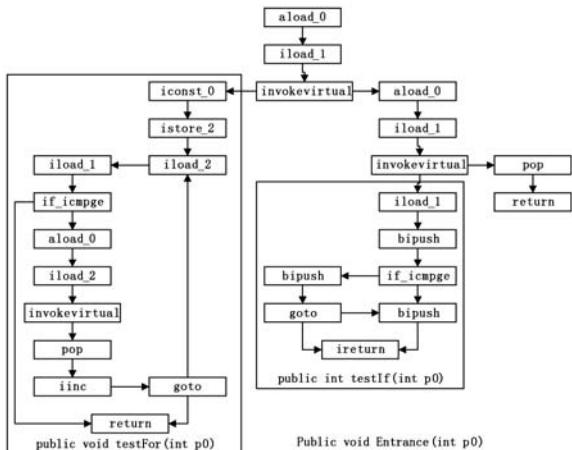 aload_0
iload_1
iconst_0
invokevirtual
aload_0
istore_2
iload_1
iload_1
iload_2
invokevirtual
pop
if_icmpge
iload_1
return
aload_0
bipush
iload_2
bipush
if_icmpge
invokevirtual
goto
bipush
pop
ireturn
iinc
goto
public int testIf(int p0)
return
public void testFor(int p0)
Public void Entrance(int p0)